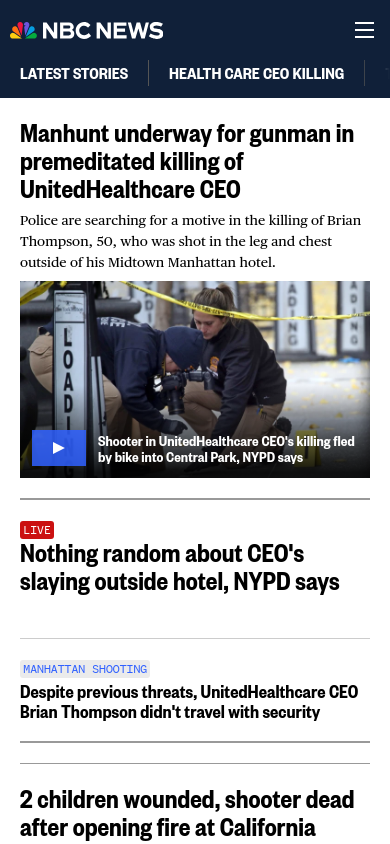 NBC NEWS
LATEST STORIES
HEALTH CARE CEO KILLING
Manhunt underway for gunman in
premeditated killing of
UnitedHealthcare CEO
Police are searching for a motive in the killing of Brian
Thompson, 50, who was shot in the leg and chest
outside of his Midtown Manhattan hotel.
LOADI
ADING
ADING
Shooter in UnitedHealthcare CEO's killing fled
by bike into Central Park, NYPD says
LIVE
Nothing random about CEO's
slaying outside hotel, NYPD says
MANHATTAN SHOOTING
Despite previous threats, UnitedHealthcare CEO
Brian Thompson didn't travel with security
2 children wounded, shooter dead
after opening fire at California